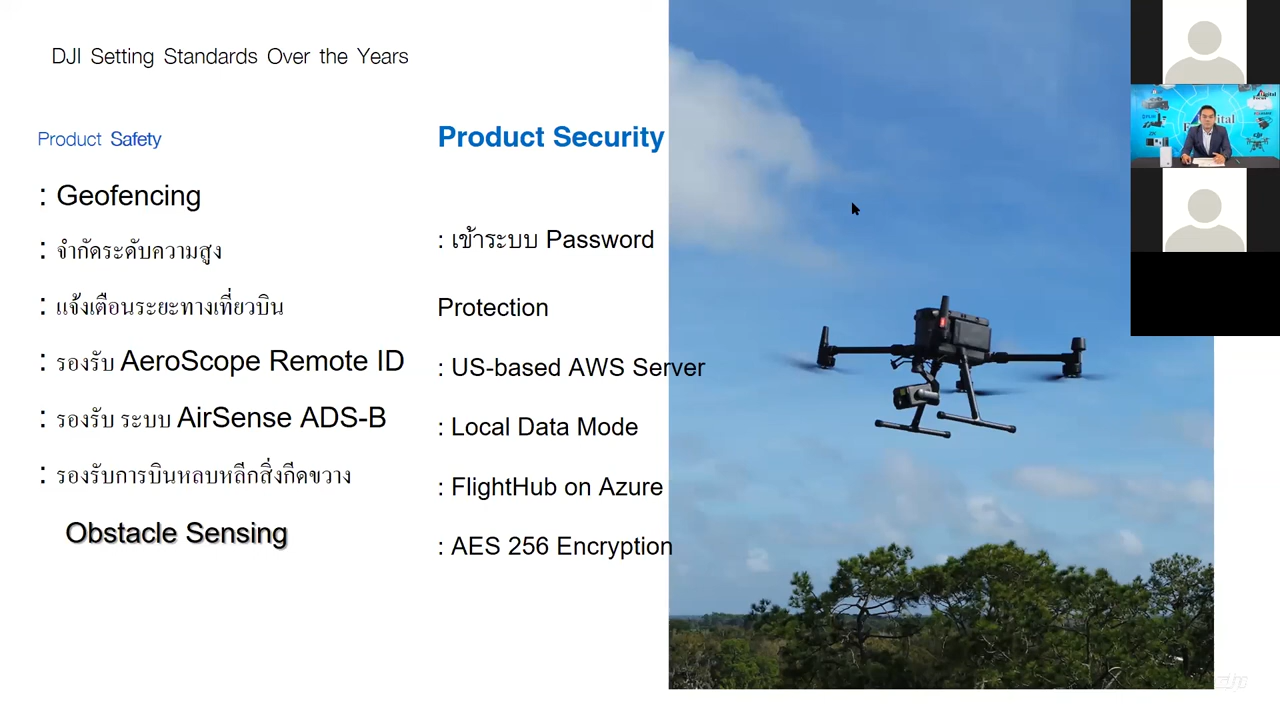 DJI Setting Standards Over the Years
Product Safety
: Geofencing
: จำกัดระดับความสูง
: แจ้งเตือนระยะทางเที่ยวบิน
: รองรับ AeroScope Remote ID
: รองรับ ระบบ AirSense ADS-B
: รองรับการบินหลบหลีกสิ่งกีดขวาง
Obstacle Sensing
Product Security
: เข้าระบบ Password
Protection
: US-based AWS Server
: Local Data Mode
: FlightHub on Azure
: AES 256 Encryption
dji